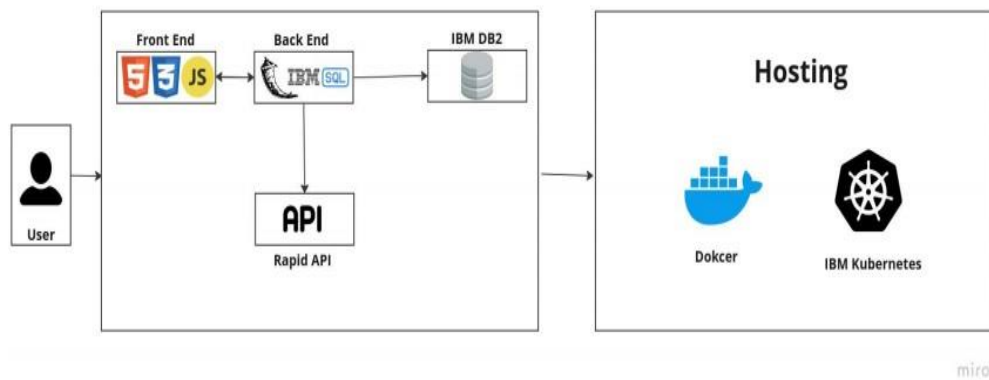 Front End
Back End
IBM DB2
5
3
JS
IBM
SQL
Hosting
User
API
Rapid API
Dokcer
IBM Kubernetes
miro